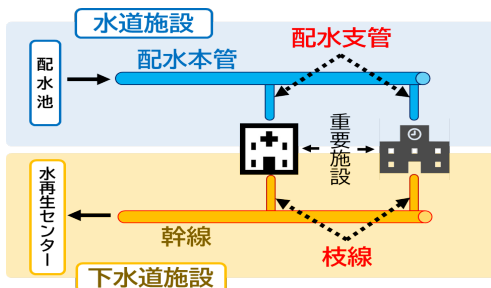 水道施設
配水支管
配水本管
配水池
重要施設
水再生センター
幹線
枝線
下水道施設